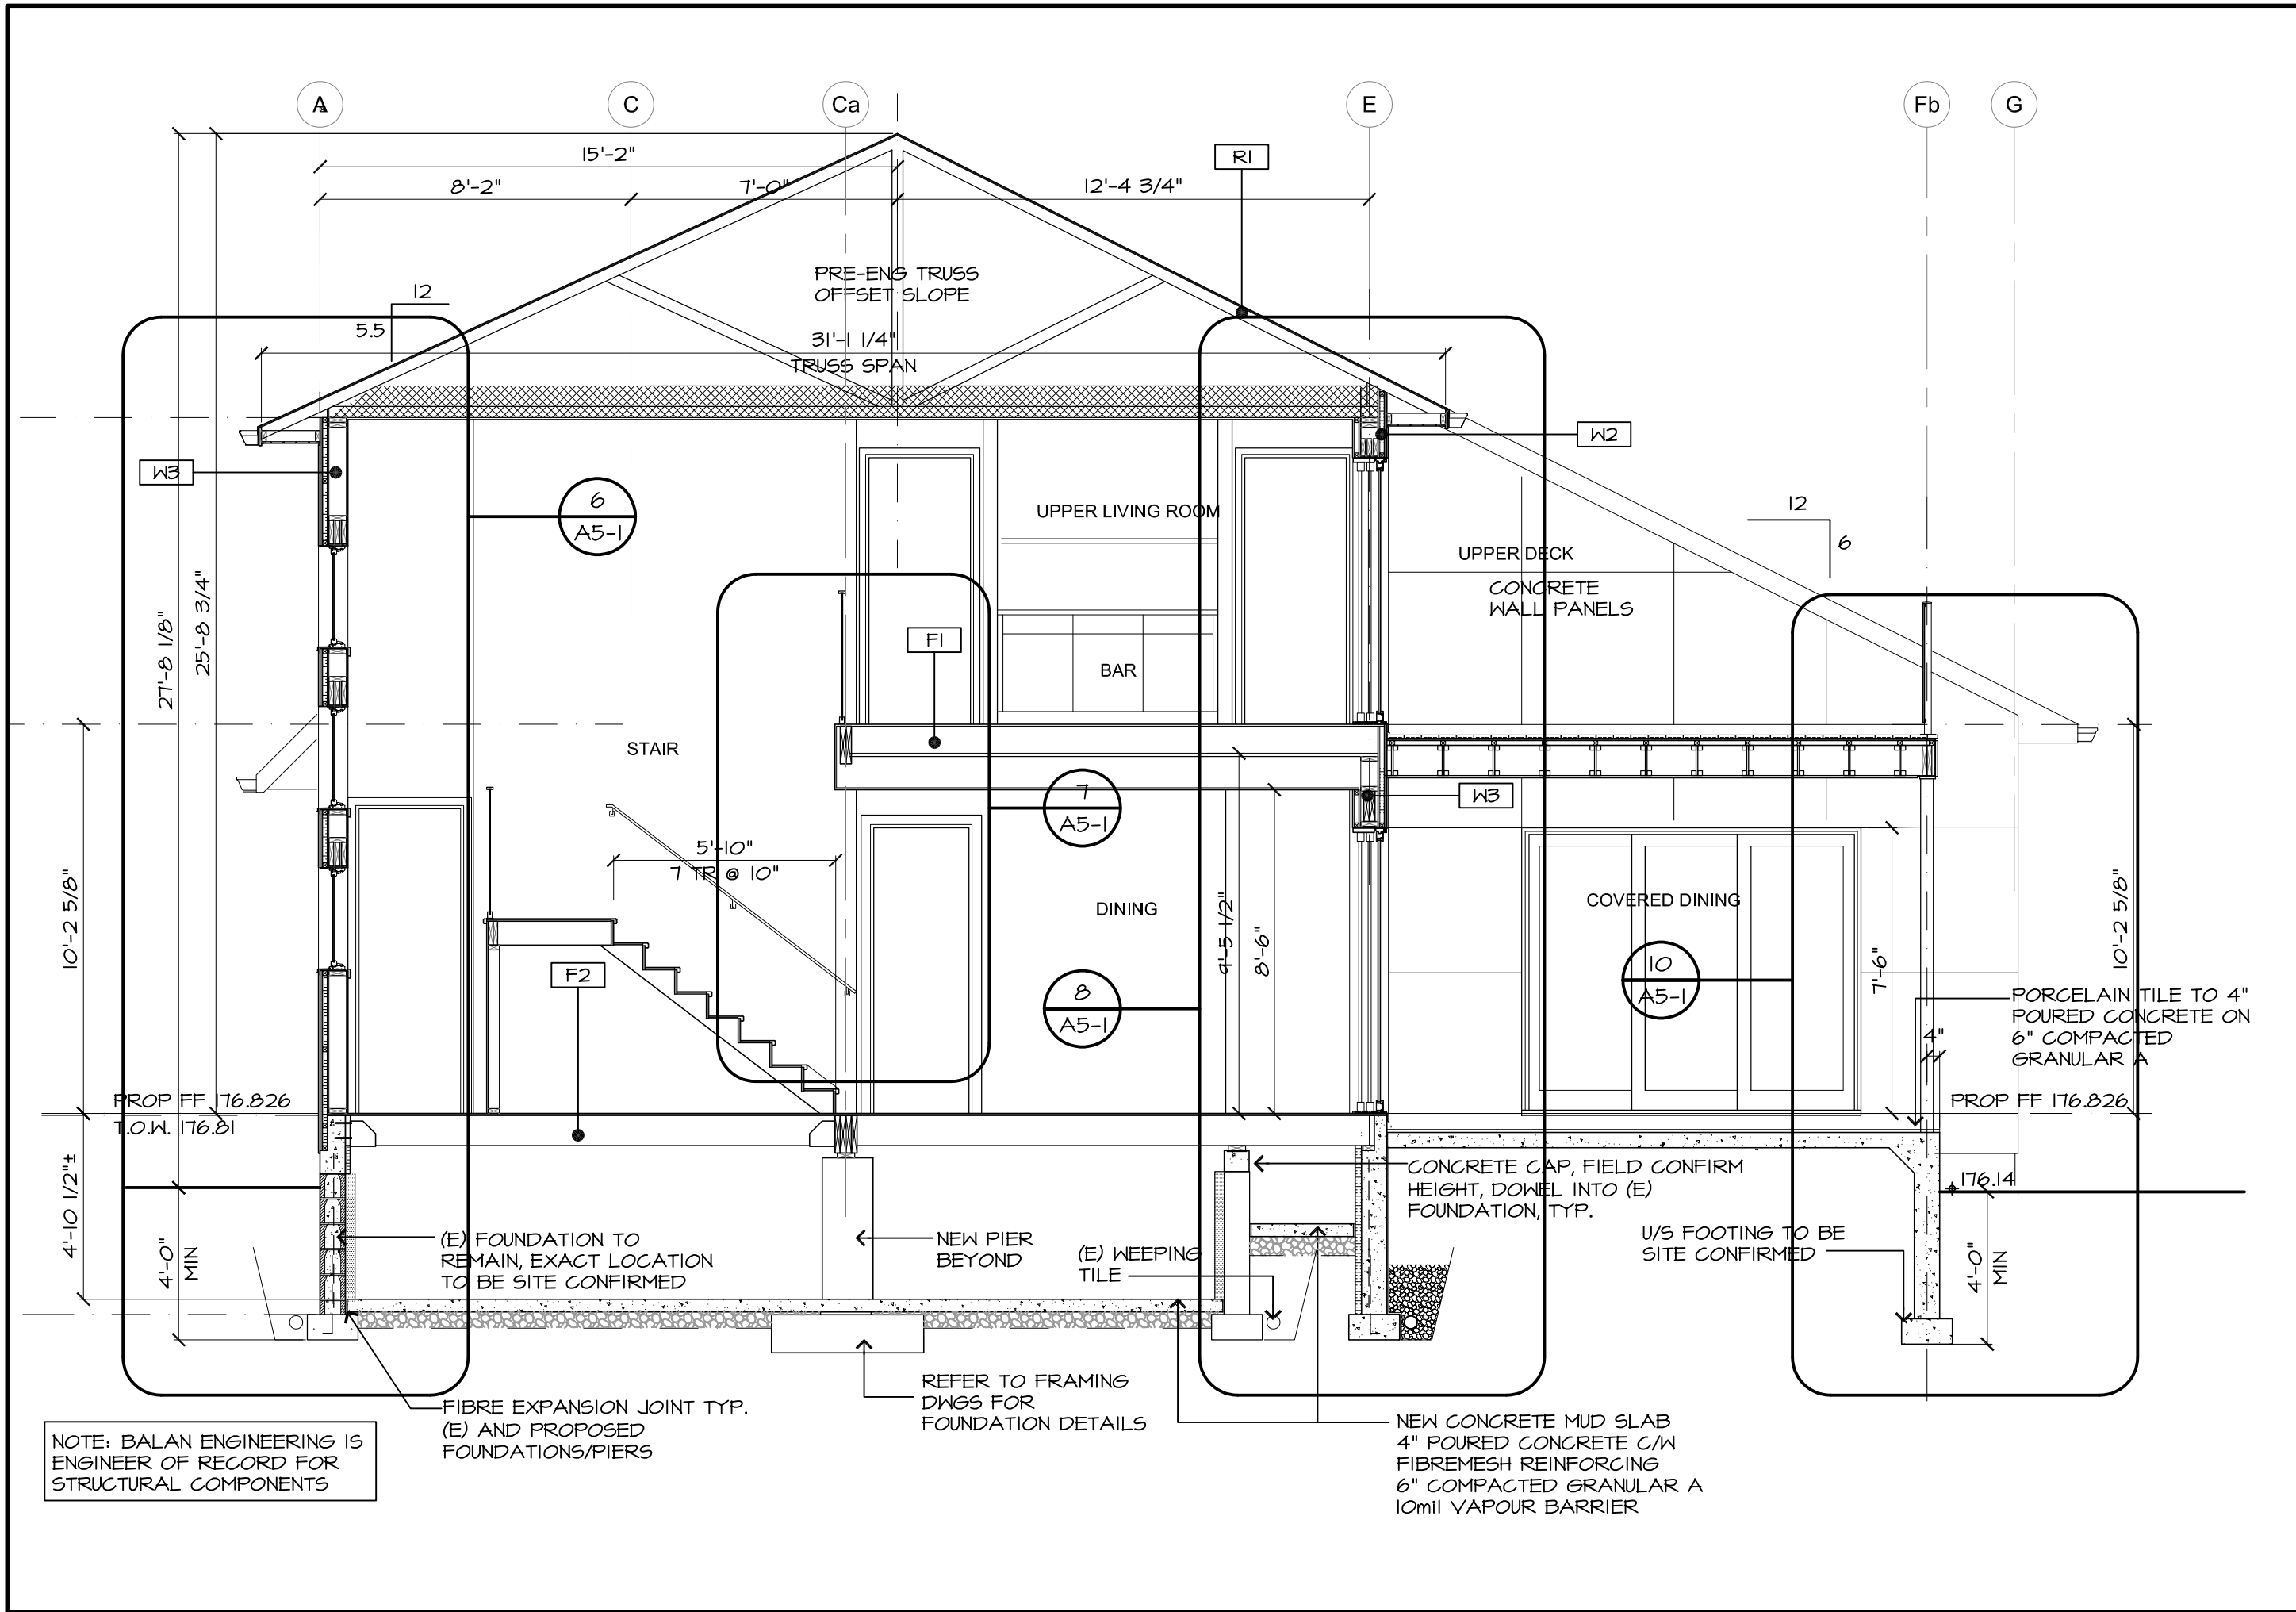 A
C
Ca
E
Fb
G
15'-2"
8'-2"
7'-0"
12'-4 3/4"
R1
PRE-ENG TRUSS
OFFSET SLOPE
12
5.5
31'-1 1/4"
TRUSS SPAN
W3
W2
6
A5-1
UPPER LIVING ROOM
12
6
UPPER DECK
CONCRETE
WALL PANELS
27'-8 1/8"
25'-8 3/4"
F1
BAR
STAIR
7
A5-1
W3
5'-10"
7 TR @ 10"
DINING
COVERED DINING
10'-2 5/8"
9'-5 1/2"
8'-6"
7'-6"
10'-2 5/8"
F2
8
A5-1
10
A5-1
PORCELAIN TILE TO 4"
POURED CONCRETE ON
6" COMPACTED
GRANULAR A
4"
PROP FF 176.826
T.O.W. 176.81
PROP FF 176.826
4'-10 1/2"±
4'-0"
MIN
CONCRETE CAP, FIELD CONFIRM
HEIGHT, DOWEL INTO (E)
FOUNDATION, TYP.
176.14
(E) FOUNDATION TO
REMAIN, EXACT LOCATION
TO BE SITE CONFIRMED
NEW PIER
BEYOND
(E) WEEPING
TILE
U/S FOOTING TO BE
SITE CONFIRMED
4'-0"
MIN
FIBRE EXPANSION JOINT TYP.
(E) AND PROPOSED
FOUNDATIONS/PIERS
REFER TO FRAMING
DWGS FOR
FOUNDATION DETAILS
NEW CONCRETE MUD SLAB
4" POURED CONCRETE C/W
FIBREMESH REINFORCING
6" COMPACTED GRANULAR A
10mil VAPOUR BARRIER
NOTE: BALAN ENGINEERING IS
ENGINEER OF RECORD FOR
STRUCTURAL COMPONENTS